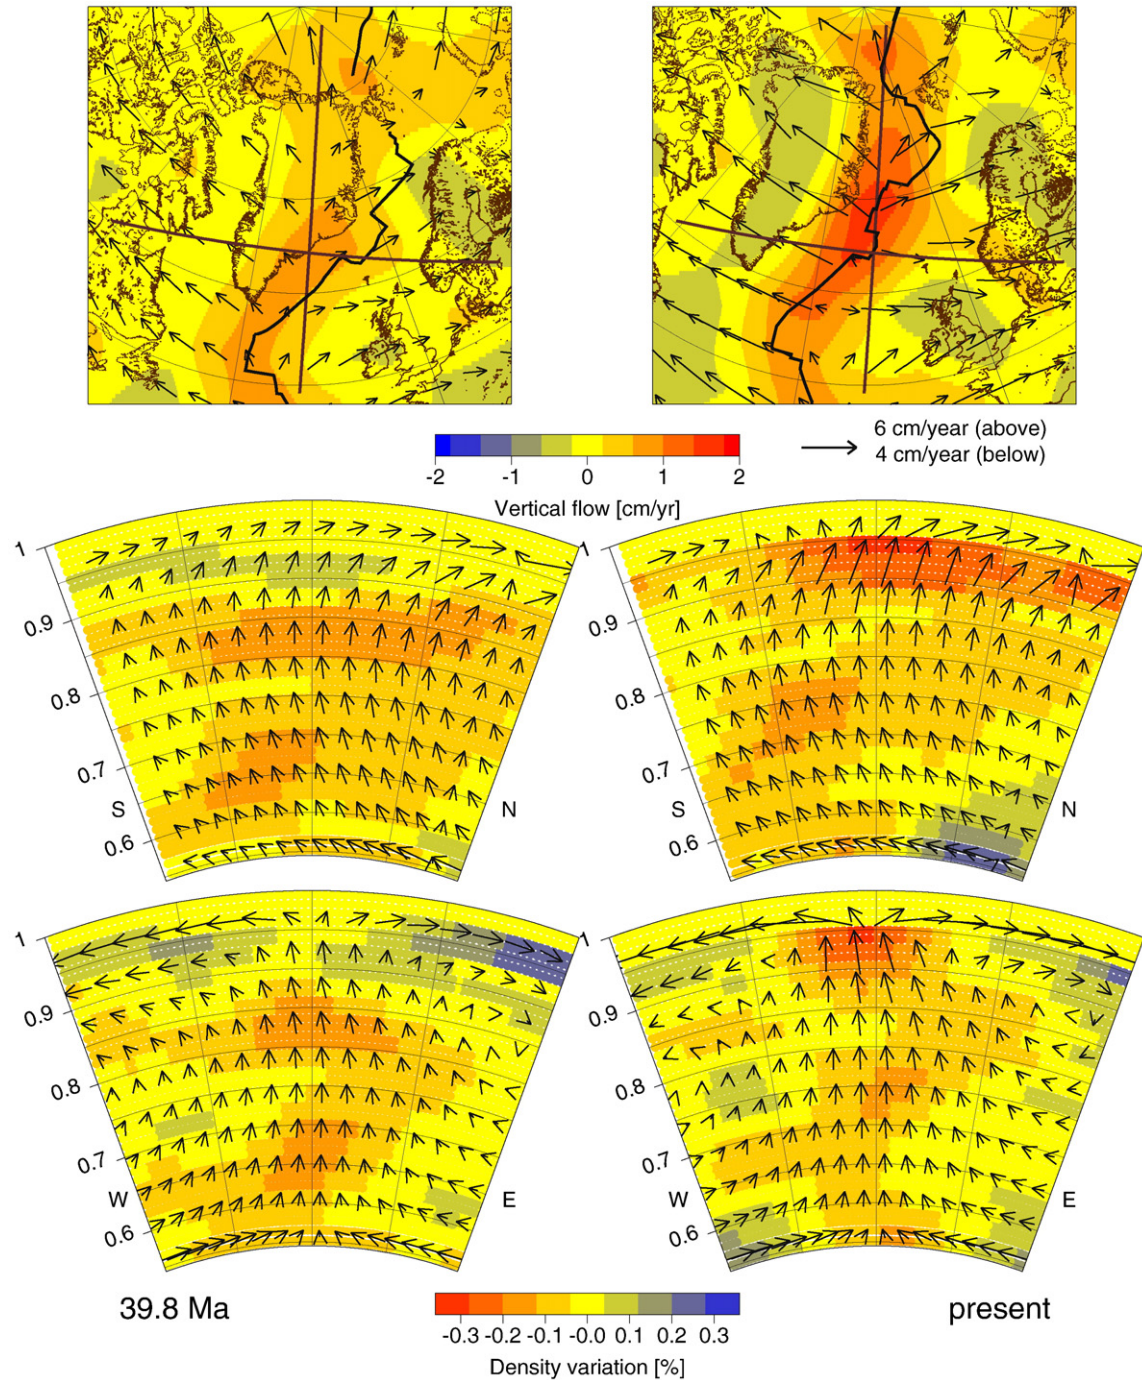 6 cm/year (above)
4 cm/year (below)
-2 -1 0 1 2
Vertical flow [cm/yr]
1
0.9
0.8
0.7
0.6
S
N
1
0.9
0.8
0.7
0.6
S
N
1
0.9
0.8
0.7
0.6
W
E
1
0.9
0.8
0.7
0.6
W
E
39.8 Ma
present
-0.3 -0.2 -0.1 -0.0 0.1 0.2 0.3
Density variation [%]